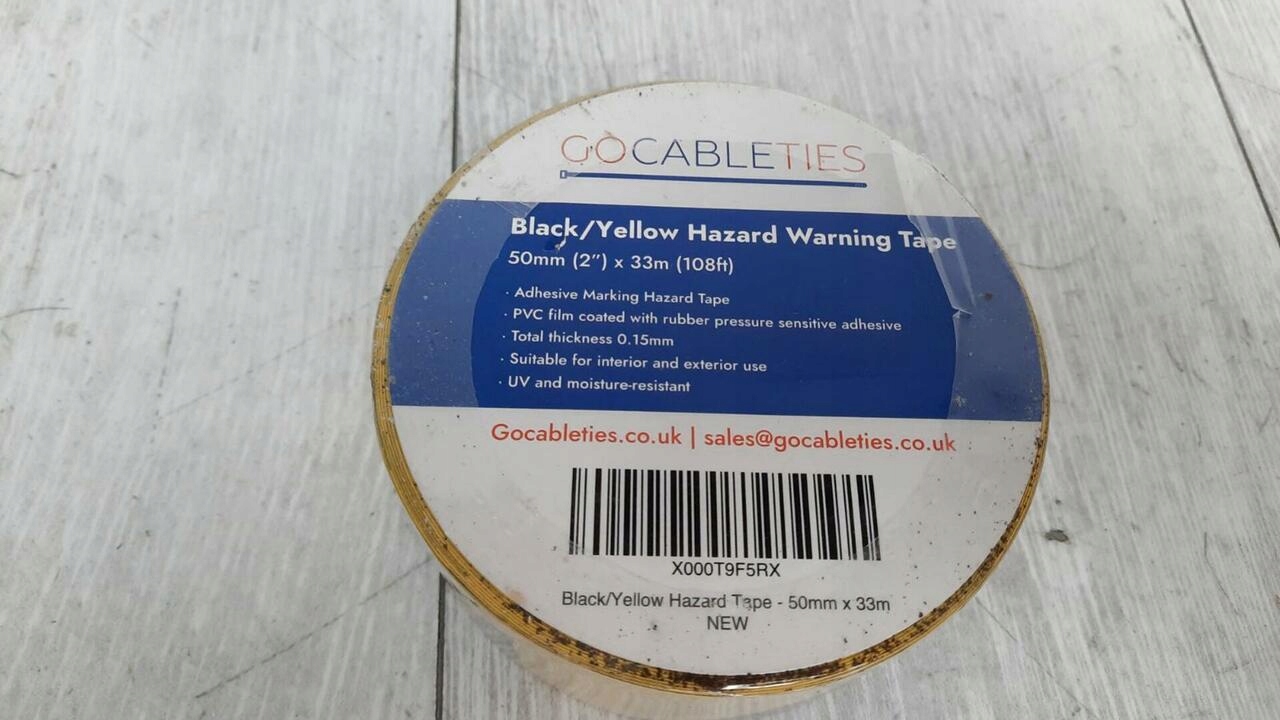 GOCABLETIES
Black/Yellow Hazard Warning Tape
50mm (2") x 33m (108ft)
· Adhesive Marking Hazard Tape
· PVC film coated with rubber pressure sensitive adhesive
· Total thickness 0.15mm
· Suitable for interior and exterior use
· UV and moisture-resistant
Gocableties.co.uk | sales@gocableties.co.uk
X000T9F5RX
Black/Yellow Hazard Tape - 50mm x 33m
NEW